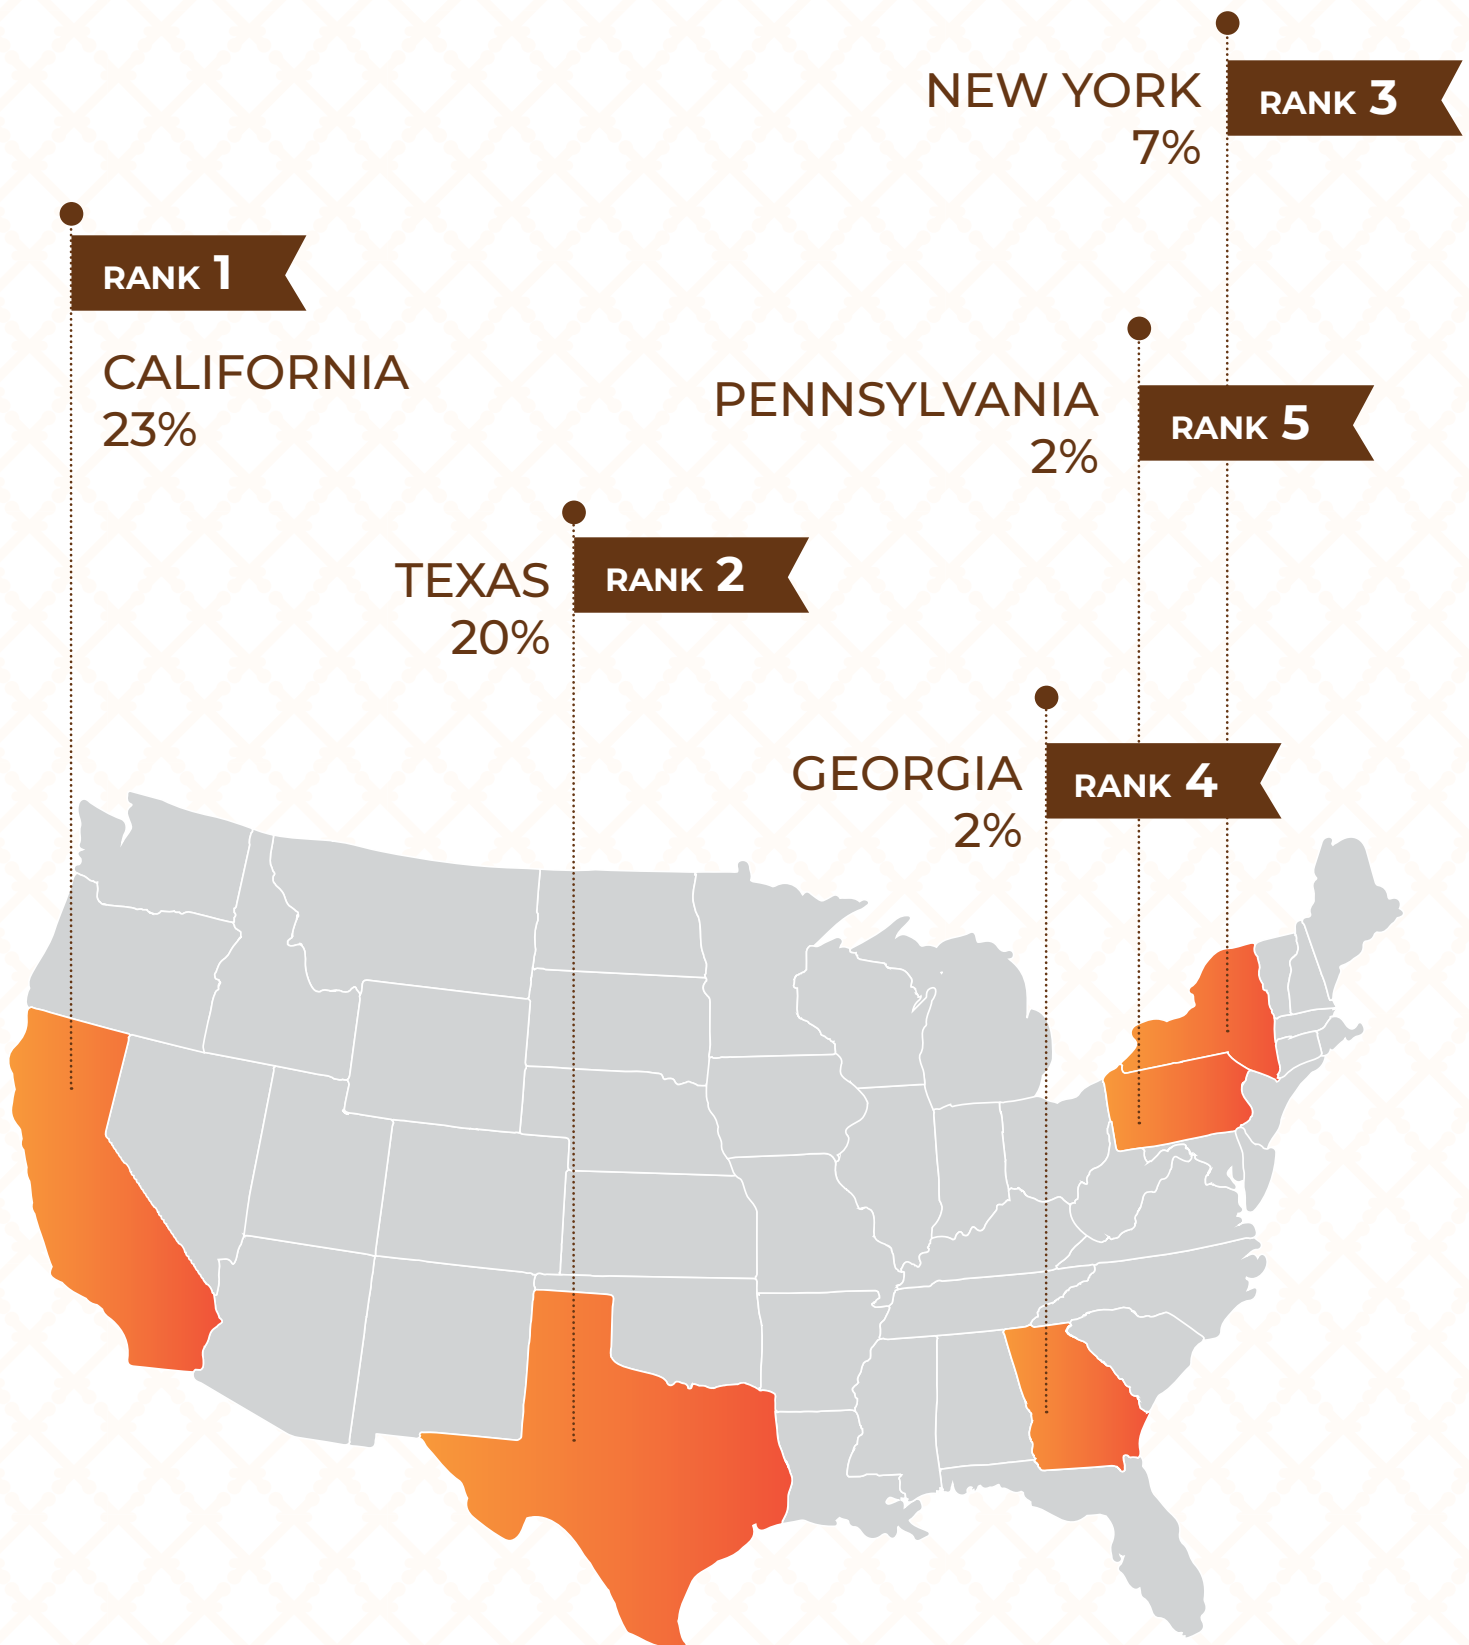 NEW YORK
7%
RANK 3
RANK 1
CALIFORNIA
23%
PENNSYLVANIA
2%
RANK 5
TEXAS
20%
RANK 2
GEORGIA
2%
RANK 4